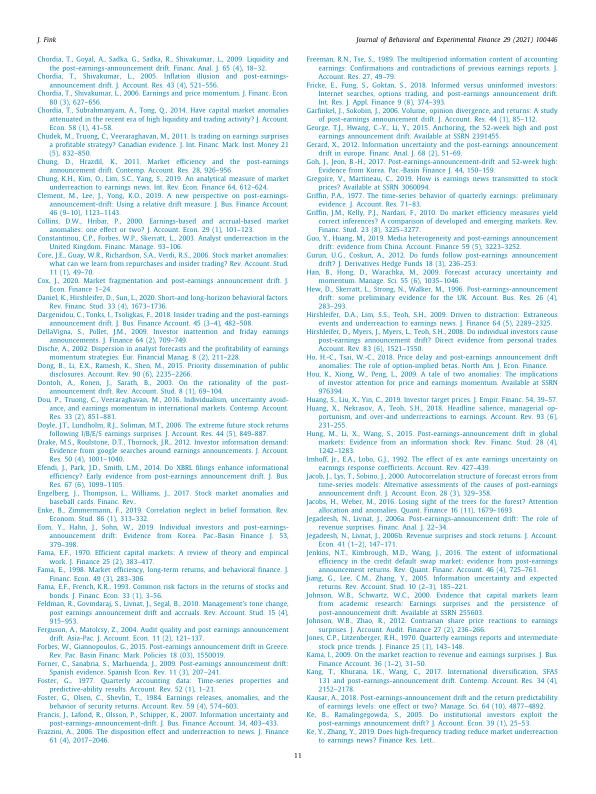 J. Fink
Journal of Behavioral and Experimental Finance 29 (2021) 100446
Chordia, T., Goyal, A., Sadka, G., Sadka, R., Shivakumar, L., 2009. Liquidity and
the post-earnings-announcement drift. Financ. Anal. J. 65 (4), 18–32.
Chordia, T., Shivakumar, L., 2005. Inflation illusion and post-earnings-
announcement drift. J. Account. Res. 43 (4), 521–556.
Chordia, T., Shivakumar, L., 2006. Earnings and price momentum. J. Financ. Econ.
80 (3), 627–656.
Chordia, T., Subrahmanyam, A., Tong, Q., 2014. Have capital market anomalies
attenuated in the recent era of high liquidity and trading activity? J. Account.
Econ. 58 (1), 41–58.
Chudek, M., Truong, C., Veeraraghavan, M., 2011. Is trading on earnings surprises
a profitable strategy? Canadian evidence. J. Int. Financ. Mark. Inst. Money 21
(5), 832–850.
Chung, D., Hrazdil, K., 2011. Market efficiency and the post-earnings
announcement drift. Contemp. Account. Res. 28, 926–956.
Chung, K.H., Kim, O., Lim, S.C., Yang, S., 2019. An analytical measure of market
underreaction to earnings news. Int. Rev. Econ. Finance 64, 612–624.
Clement, M., Lee, J., Yong, K.O., 2019. A new perspective on post-earnings-
announcement-drift: Using a relative drift measure. J. Bus. Finance Account.
46 (9–10), 1123–1143.
Collins, D.W., Hribar, P., 2000. Earnings-based and accrual-based market
anomalies: one effect or two? J. Account. Econ. 29 (1), 101–123.
Constantinou, C.P., Forbes, W.P., Skerratt, L., 2003. Analyst underreaction in the
United Kingdom. Financ. Manage. 93–106.
Core, J.E., Guay, W.R., Richardson, S.A., Verdi, R.S., 2006. Stock market anomalies:
what can we learn from repurchases and insider trading? Rev. Account. Stud.
11 (1), 49–70.
Cox, J., 2020. Market fragmentation and post-earnings announcement drift. J.
Econ. Finance 1–24.
Daniel, K., Hirshleifer, D., Sun, L., 2020. Short-and long-horizon behavioral factors
Rev. Financ. Stud. 33 (4), 1673–1736.
Dargenidou, C., Tonks, I., Tsoligkas, F., 2018. Insider trading and the post-earnings
announcement drift. J. Bus. Finance Account. 45 (3–4), 482–508.
DellaVigna, S., Pollet, J.M., 2009. Investor inattention and friday earnings
announcements. J. Finance 64 (2), 709–749.
Dische, A., 2002. Dispersion in analyst forecasts and the profitability of earnings
momentum strategies. Eur. Financial Manag. 8 (2), 211–228.
Dong, B., Li, E.X., Ramesh, K., Shen, M., 2015. Priority dissemination of public
disclosures. Account. Rev. 90 (6), 2235–2266.
Dontoh, A., Ronen, J., Sarath, B., 2003. On the rationality of the post-
announcement drift. Rev. Account. Stud. 8 (1), 69–104.
Dou, P., Truong, C., Veeraraghavan, M., 2016. Individualism, uncertainty avoid-
ance, and earnings momentum in international markets. Contemp. Account.
Res. 33 (2), 851–881.
Doyle, J.T., Lundholm, R.J., Soliman, M.T., 2006. The extreme future stock returns
following I/B/E/S earnings surprises. J. Account. Res. 44 (5), 849–887.
Drake, M.S., Roulstone, D.T., Thornock, J.R., 2012. Investor information demand:
Evidence from google searches around earnings announcements. J. Account.
Res. 50 (4), 1001–1040.
Efendi, J., Park, J.D., Smith, L.M., 2014. Do XBRL filings enhance informational
efficiency? Early evidence from post-earnings announcement drift. J. Bus.
Res. 67 (6), 1099–1105.
Engelberg, J., Thompson, L., Williams, J., 2017. Stock market anomalies and
baseball cards. Financ. Rev..
Enke, B., Zimmermann, F., 2019. Correlation neglect in belief formation. Rev.
Econom. Stud. 86 (1), 313–332.
Eom, Y., Hahn, J., Sohn, W., 2019. Individual investors and post-earnings-
announcement drift: Evidence from Korea. Pac.-Basin Finance J. 53,
379–398.
Fama, E.F., 1970. Efficient capital markets: A review of theory and empirical
work. J. Finance 25 (2), 383–417.
Fama, E., 1998. Market efficiency, long-term returns, and behavioral finance. J.
Financ. Econ. 49 (3), 283–306.
Fama, E.F., French, K.R., 1993. Common risk factors in the returns of stocks and
bonds. J. Financ. Econ. 33 (1), 3–56.
Feldman, R., Govindaraj, S., Livnat, J., Segal, B., 2010. Management's tone change,
post earnings announcement drift and accruals. Rev. Account. Stud. 15 (4),
915–953.
Ferguson, A., Matolcsy, Z., 2004. Audit quality and post earnings announcement
drift. Asia-Pac. J. Account. Econ. 11 (2), 121–137.
Forbes, W., Giannopoulos, G., 2015. Post-earnings announcement drift in Greece.
Rev. Pac. Basin Financ. Mark. Policies 18 (03), 1550019.
Forner, C., Sanabria, S., Marhuenda, J., 2009. Post-earnings announcement drift:
Spanish evidence. Spanish Econ. Rev. 11 (3), 207–241.
Foster, G., 1977. Quarterly accounting data: Time-series properties and
predictive-ability results. Account. Rev. 52 (1), 1–21.
Foster, G., Olsen, C., Shevlin, T., 1984. Earnings releases, anomalies, and the
behavior of security returns. Account. Rev. 59 (4), 574–603.
Francis, J., Lafond, R., Olsson, P., Schipper, K., 2007. Information uncertainty and
post-earnings-announcement-drift. J. Bus. Finance Account. 34, 403–433.
Frazzini, A., 2006. The disposition effect and underreaction to news. J. Finance
61 (4), 2017–2046.
Freeman, R.N., Tse, S., 1989. The multiperiod information content of accounting
earnings: Confirmations and contradictions of previous earnings reports. J.
Account. Res. 27, 49–79.
Fricke, E., Fung, S., Goktan, S., 2018. Informed versus uninformed investors:
Internet searches, options trading, and post-earnings announcement drift.
Int. Res. J. Appl. Finance 9 (8), 374–393.
Garfinkel, J., Sokobin, J., 2006. Volume, opinion divergence, and returns: A study
of post-earnings announcement drift. J. Account. Res. 44 (1), 85–112.
George, T.J., Hwang, C.-Y., Li, Y., 2015. Anchoring, the 52-week high and post
earnings announcement drift. Available at SSRN 2391455.
Gerard, X., 2012. Information uncertainty and the post-earnings announcement
drift in europe. Financ. Anal. J. 68 (2), 51–69.
Goh, J., Jeon, B.-H., 2017. Post-earnings-announcement-drift and 52-week high:
Evidence from Korea. Pac.-Basin Finance J. 44, 150–159.
Gregoire, V., Martineau, C., 2019. How is earnings news transmitted to stock
prices? Available at SSRN 3060094.
Griffin, P.A., 1977. The time-series behavior of quarterly earnings: preliminary
evidence. J. Account. Res. 71–83.
Griffin, J.M., Kelly, P.J., Nardari, F., 2010. Do market efficiency measures yield
correct inferences? A comparison of developed and emerging markets. Rev.
Financ. Stud. 23 (8), 3225–3277.
Guo, Y., Huang, M., 2019. Media heterogeneity and post-earnings announcement
drift: evidence from China. Account. Finance 59 (5), 3223–3252.
Gurun, U.G., Coskun, A., 2012. Do funds follow post-earnings announcement
drift? J. Derivatives Hedge Funds 18 (3), 236–253.
Han, B., Hong, D., Warachka, M., 2009. Forecast accuracy uncertainty and
momentum. Manage. Sci. 55 (6), 1035–1046.
Hew, D., Skerratt, L., Strong, N., Walker, M., 1996. Post-earnings-announcement
drift: some preliminary evidence for the UK. Account. Bus. Res. 26 (4),
283–293.
Hirshleifer, D.A., Lim, S.S., Teoh, S.H., 2009. Driven to distraction: Extraneous
events and underreaction to earnings news. J. Finance 64 (5), 2289–2325.
Hirshleifer, D., Myers, J., Myers, L., Teoh, S.H., 2008. Do individual investors cause
post-earnings announcement drift? Direct evidence from personal trades.
Account. Rev. 83 (6), 1521–1550.
Ho, H.-C., Tsai, W.-C., 2018. Price delay and post-earnings announcement drift
anomalies: The role of option-implied betas. North Am. J. Econ. Finance.
Hou, K., Xiong, W., Peng, L., 2009. A tale of two anomalies: The implications
of investor attention for price and earnings momentum. Available at SSRN
976394.
Huang, S., Liu, X., Yin, C., 2019. Investor target prices. J. Empir. Financ. 54, 39–57.
Huang, X., Nekrasov, A., Teoh, S.H., 2018. Headline salience, managerial op-
portunism, and over-and underreactions to earnings. Account. Rev. 93 (6),
231–255.
Hung, M., Li, X., Wang, S., 2015. Post-earnings-announcement drift in global
markets: Evidence from an information shock. Rev. Financ. Stud. 28 (4),
1242–1283.
Imhoff, Jr., E.A., Lobo, G.J., 1992. The effect of ex ante earnings uncertainty on
earnings response coefficients. Account. Rev. 427–439.
Jacob, J., Lys, T., Sabino, J., 2000. Autocorrelation structure of forecast errors from
time-series models: Alternative assessments of the causes of post-earnings
announcement drift. J. Account. Econ. 28 (3), 329–358.
Jacobs, H., Weber, M., 2016. Losing sight of the trees for the forest? Attention
allocation and anomalies. Quant. Finance 16 (11), 1679–1693.
Jegadeesh, N., Livnat, J., 2006a. Post-earnings-announcement drift: The role of
revenue surprises. Financ. Anal. J. 22–34.
Jegadeesh, N., Livnat, J., 2006b. Revenue surprises and stock returns. J. Account.
Econ. 41 (1–2), 147–171.
Jenkins, N.T., Kimbrough, M.D., Wang, J., 2016. The extent of informational
efficiency in the credit default swap market: evidence from post-earnings
announcement returns. Rev. Quant. Financ. Account. 46 (4), 725–761.
Jiang, G., Lee, C.M., Zhang, Y., 2005. Information uncertainty and expected
returns. Rev. Account. Stud. 10 (2–3), 185–221.
Johnson, W.B., Schwartz, W.C., 2000. Evidence that capital markets learn
from academic research: Earnings surprises and the persistence of
post-announcement drift. Available at SSRN 255603.
Johnson, W.B., Zhao, R., 2012. Contrarian share price reactions to earnings
surprises. J. Account. Audit. Finance 27 (2), 236–266.
Jones, C.P., Litzenberger, R.H., 1970. Quarterly earnings reports and intermediate
stock price trends. J. Finance 25 (1), 143–148.
Kama, I., 2009. On the market reaction to revenue and earnings surprises. J. Bus.
Finance Account. 36 (1–2), 31–50.
Kang, T., Khurana, I.K., Wang, C., 2017. International diversification, SFAS
131 and post-earnings-announcement drift. Contemp. Account. Res. 34 (4),
2152–2178.
Kausar, A., 2018. Post-earnings-announcement drift and the return predictability
of earnings levels: one effect or two? Manage. Sci. 64 (10), 4877–4892.
Ke, B., Ramalingegowda, S., 2005. Do institutional investors exploit the
post-earnings announcement drift? J. Account. Econ. 39 (1), 25–53.
Ke, Y., Zhang, Y., 2019. Does high-frequency trading reduce market underreaction
to earnings news? Finance Res. Lett..
11